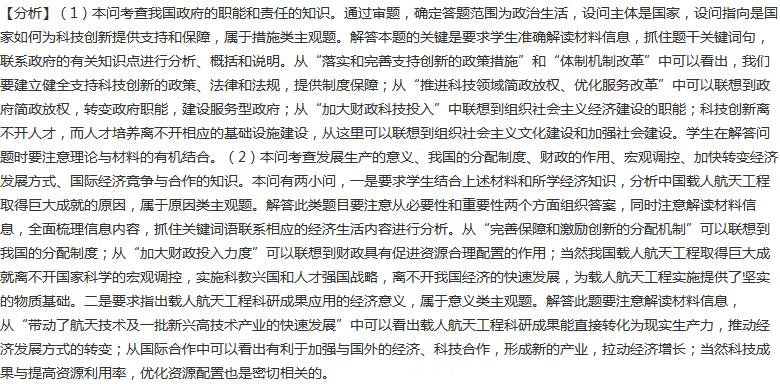 【分析】（1）本问考查我国政府的职能和责任的知识。通过审题，确定答题范围为政治生活，设问主体是国家，设问指向是国
家如何为科技创新提供支持和保障，属于措施类主观题。解答本题的关键是要求学生准确解读材料信息，抓住题干关键词句，
联系政府的有关知识点进行分析、概括和说明。从“落实和完善支持创新的政策措施”和“体制机制改革”中可以看出，我们
要建立健全支持科技创新的政策、法律和法规，提供制度保障；从“推进科技领域简政放权、优化服务改革”中可以联想到政
府简政放权，转变政府职能，建设服务型政府；从“加大财政科技投入”中联想到组织社会主义经济建设的职能；科技创新离
不开人才，而人才培养离不开相应的基础设施建设，从这里可以联想到组织社会主义文化建设和加强社会建设。学生在解答问
题时要注意理论与材料的有机结合。（2）本问考查发展生产的意义、我国的分配制度、财政的作用、宏观调控、加快转变经济
发展方式、国际经济竞争与合作的知识。本问有两小问，一是要求学生结合上述材料和所学经济知识，分析中国载人航天工程
取得巨大成就的原因，属于原因类主观题。解答此类题目要注意从必要性和重要性两个方面组织答案，同时注意解读材料信
息，全面梳理信息内容，抓住关键词语联系相应的经济生活内容进行分析。从“完善保障和激励创新的分配机制”可以联想到
我国的分配制度；从“加大财政投入力度”可以联想到财政具有促进资源合理配置的作用；当然我国载人航天工程取得巨大成
就离不开国家科学的宏观调控，实施科教兴国和人才强国战略，离不开我国经济的快速发展，为载人航天工程实施提供了坚实
的物质基础。二是要求指出载人航天工程科研成果应用的经济意义，属于意义类主观题。解答此题要注意解读材料信息，
从“带动了航天技术及一批新兴高技术产业的快速发展”中可以看出载人航天工程科研成果能直接转化为现实生产力，推动经
济发展方式的转变；从国际合作中可以看出有利于加强与国外的经济、科技合作，形成新的产业，拉动经济增长；当然科技成
果与提高资源利用率，优化资源配置也是密切相关的。